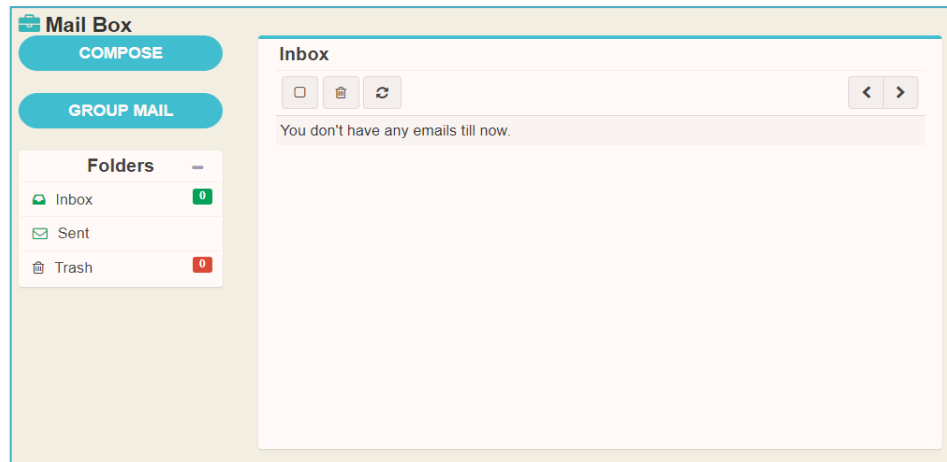 Mail Box
COMPOSE
GROUP MAIL
Folders
Inbox 0
Sent
Trash 0
Inbox
You don't have any emails till now.